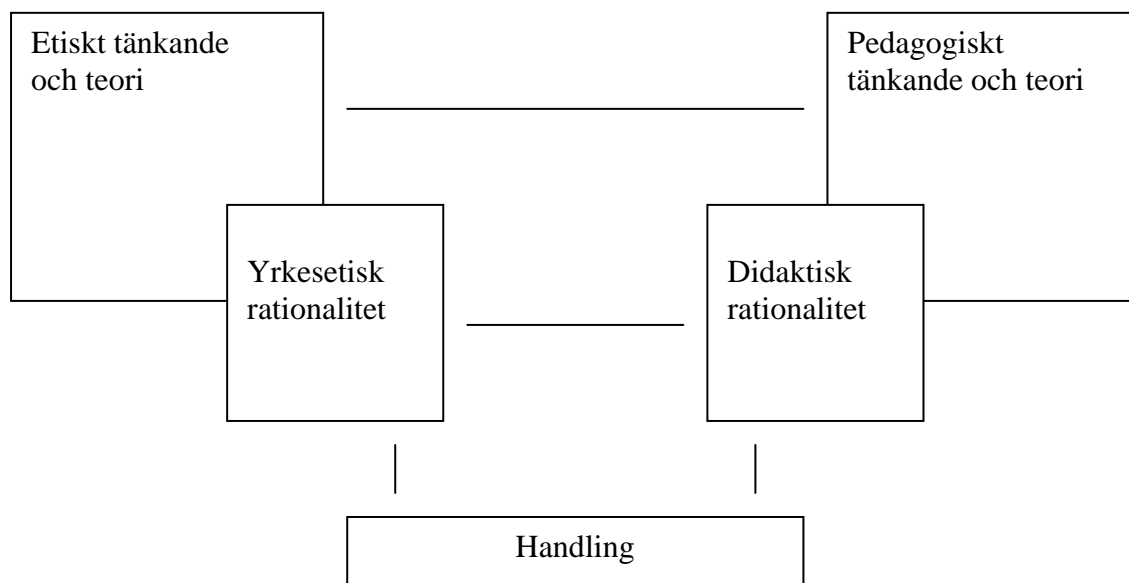 Etiskt tänkande
och teori
Pedagogiskt
tänkande och teori
Yrkesetisk
rationalitet
Didaktisk
rationalitet
Handling